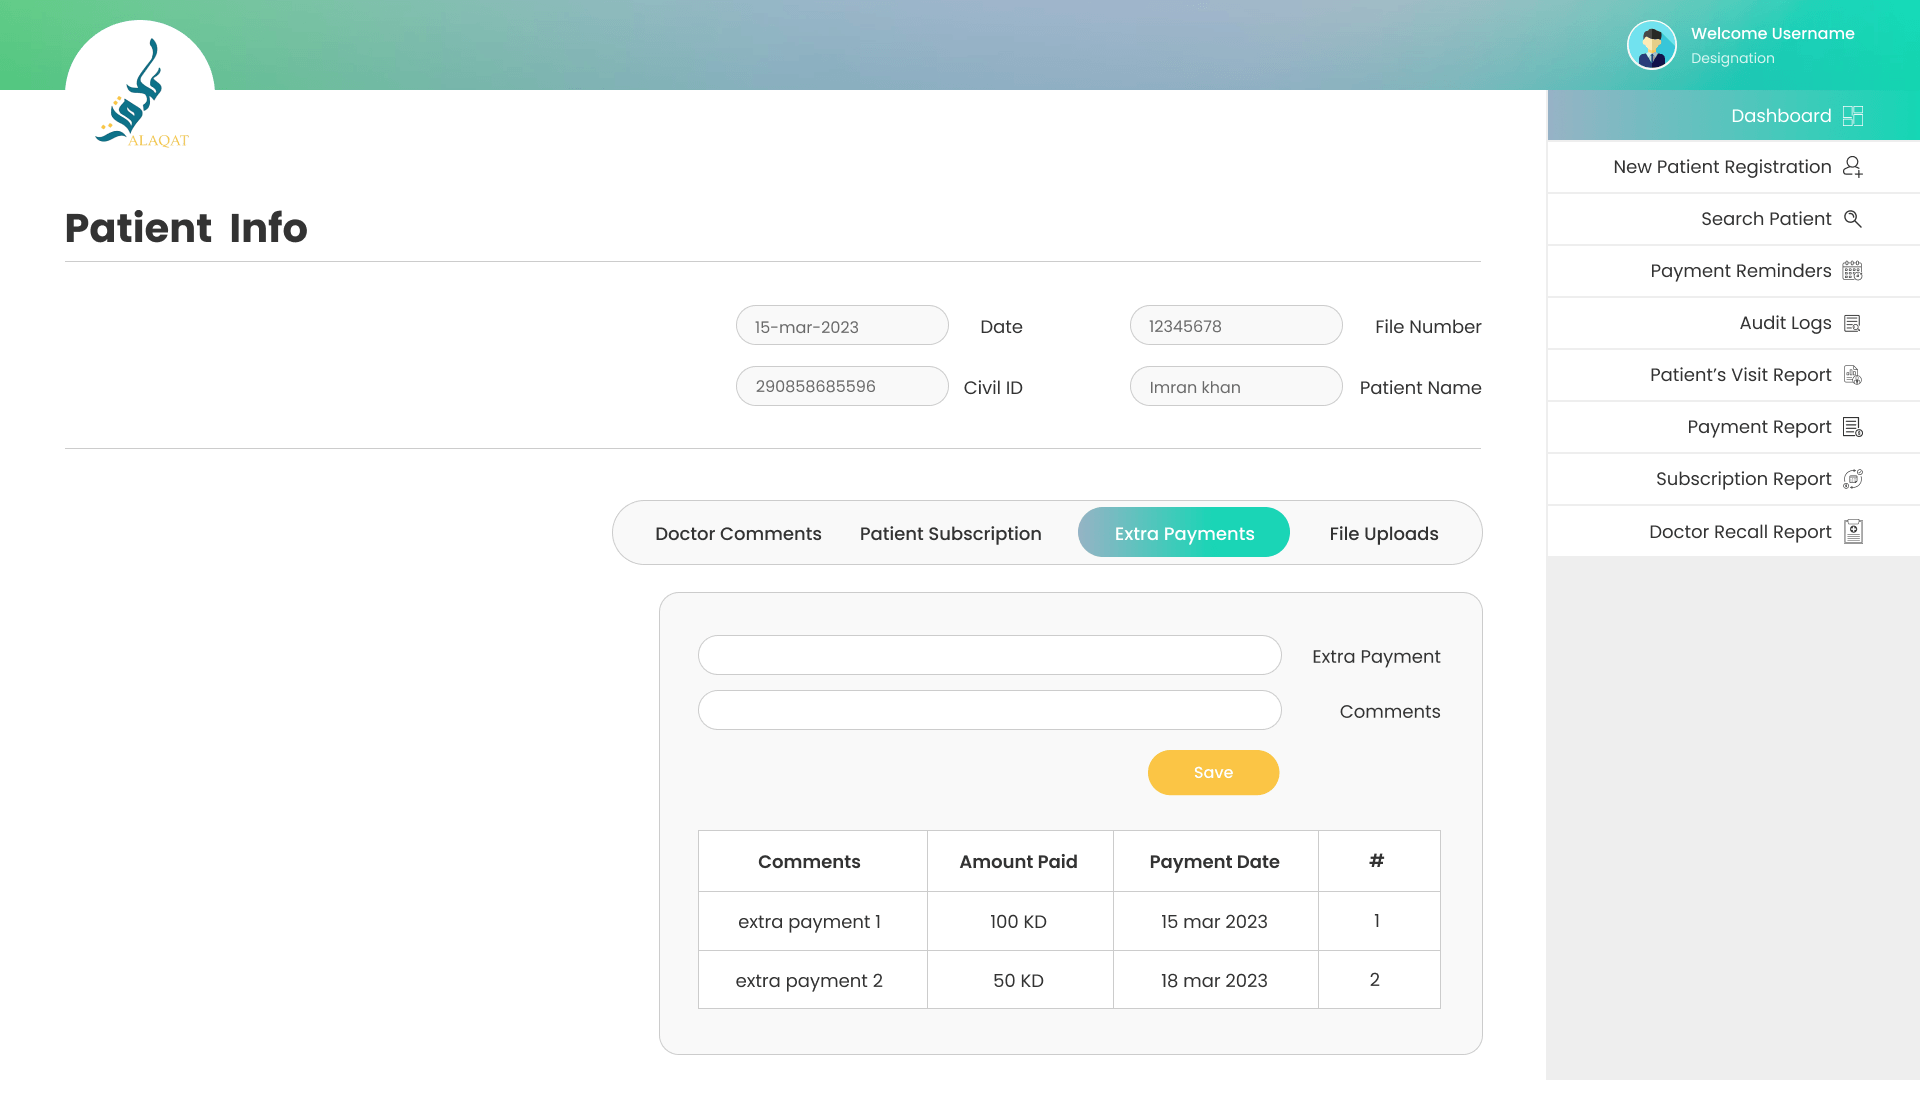 Welcome Username
Designation
ALAQAT
Dashboard
New Patient Registration
Search Patient
Payment Reminders
Audit Logs
Patient’s Visit Report
Payment Report
Subscription Report
Doctor Recall Report
Patient Info
15-mar-2023 Date 12345678 File Number
290858685596 Civil ID Imran khan Patient Name
Doctor Comments Patient Subscription Extra Payments File Uploads
Extra Payment
Comments
Save
Comments Amount Paid Payment Date #
extra payment 1 100 KD 15 mar 2023 1
extra payment 2 50 KD 18 mar 2023 2